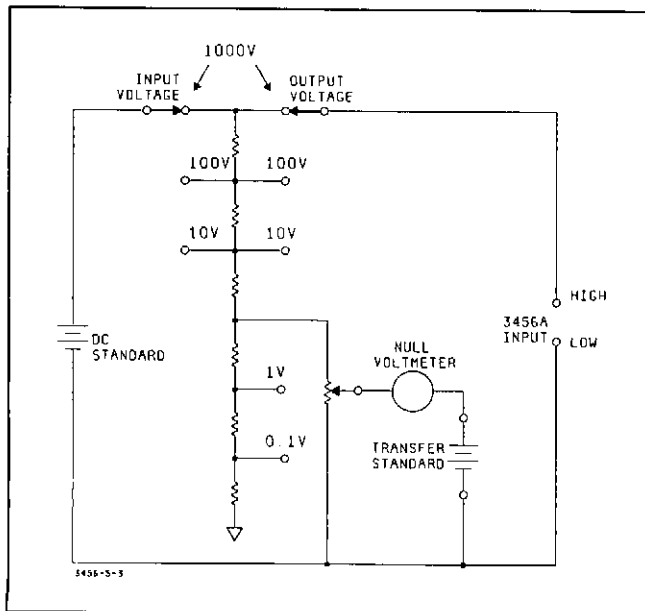 1000V
INPUT
VOLTAGE
OUTPUT
VOLTAGE
100V
100V
10V
10V
HIGH
3456A
INPUT
LOW
DC
STANDARD
NULL
VOLTMETER
1V
0.1V
TRANSFER
STANDARD
3456-5-3